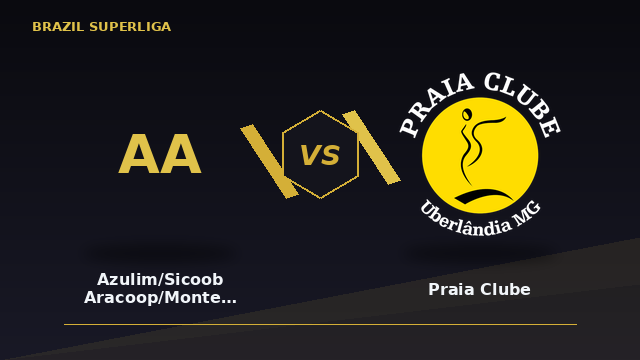 BRAZIL SUPERLIGA
AA
VS
PRAIA CLUBE
Uberlândia MG
Azulim/Sicoob
Aracoop/Monte...
Praia Clube